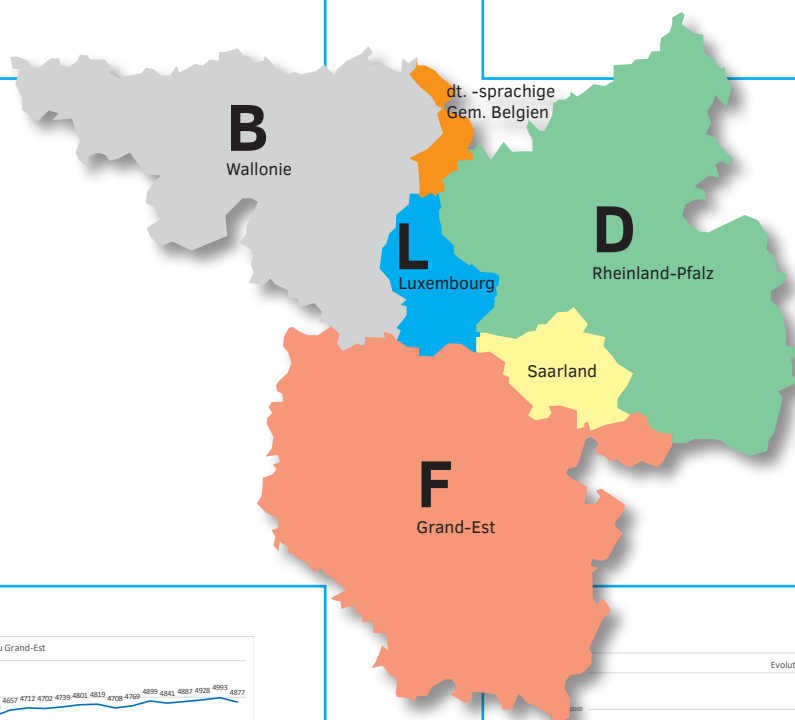 dt. -sprachige
Gem. Belgien
B
Wallonie
D
Rheinland-Pfalz
L
Luxembourg
Saarland
F
Grand-Est
u Grand-Est
4657 4712 4702 4739 4801 4819 4708 4769 4899 4841 4887 4928 4993 4877
Evolut